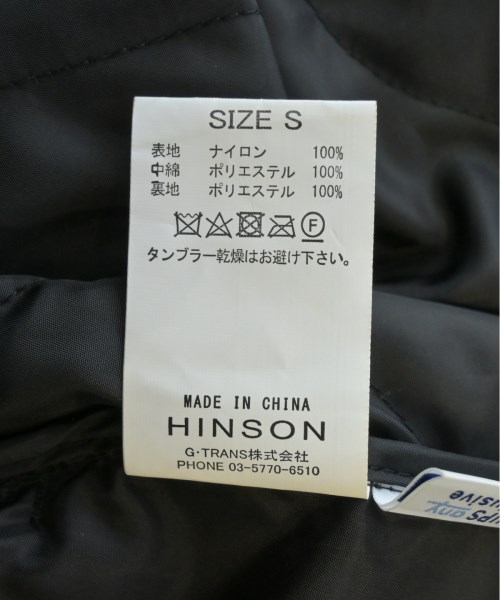 SIZE S
表地 ナイロン 100%
中綿 ポリエステル 100%
裏地 ポリエステル 100%
F
タンブラー乾燥はお避け下さい。
MADE IN CHINA
HINSON
G・TRANS株式会社
PHONE 03-5770-6510
any
usive